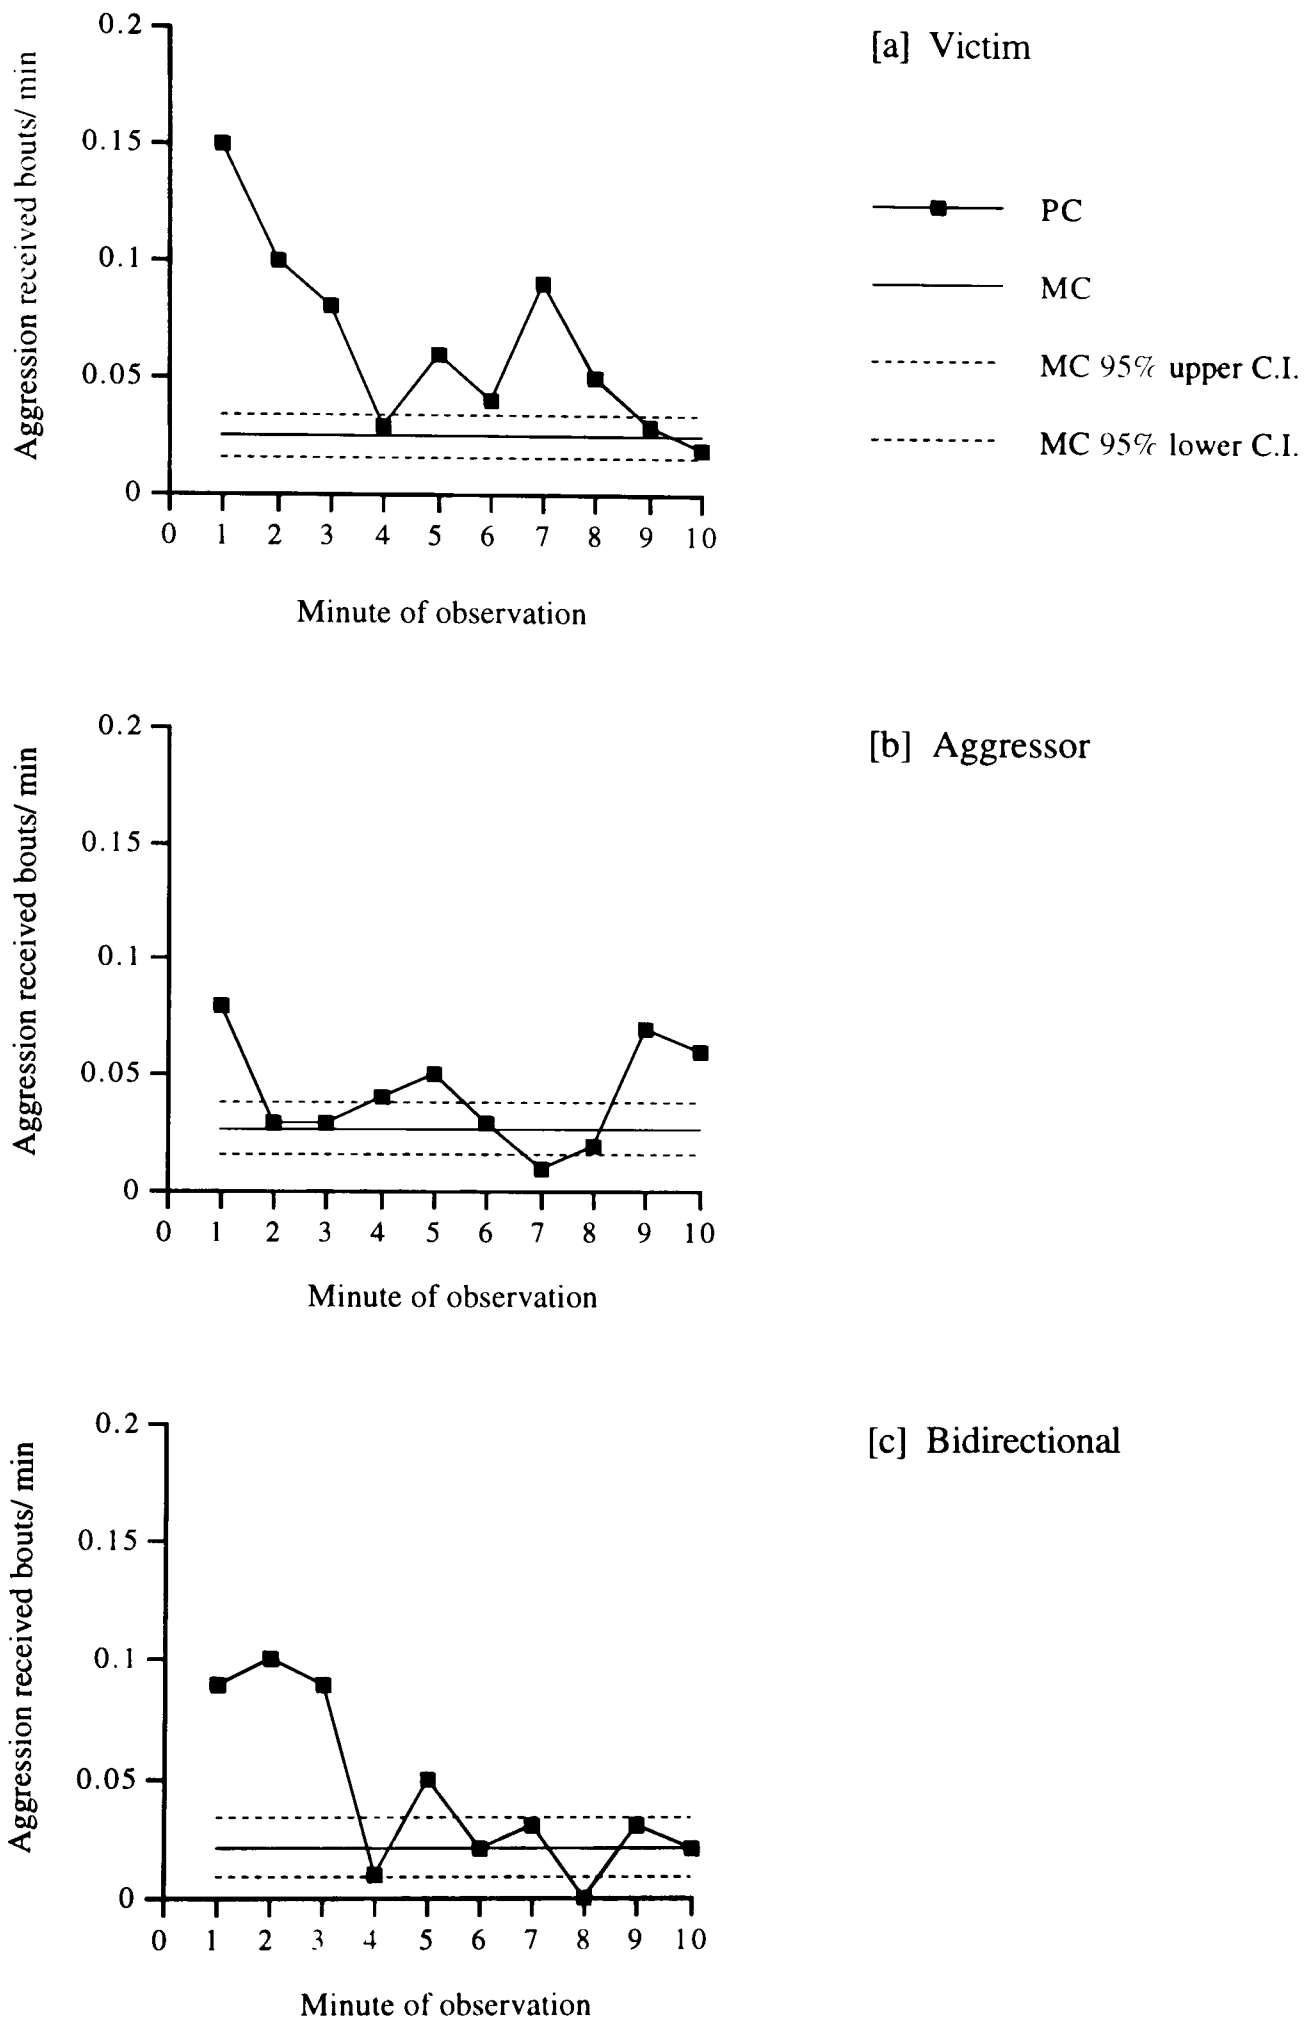 [a] Victim
Aggression received bouts/ min
0.2
0.15
0.1
0.05
0
0 1 2 3 4 5 6 7 8 9 10
Minute of observation
PC
MC
MC 95% upper C.I.
MC 95% lower C.I.
[b] Aggressor
Aggression received bouts/ min
0.2
0.15
0.1
0.05
0
0 1 2 3 4 5 6 7 8 9 10
Minute of observation
[c] Bidirectional
Aggression received bouts/ min
0.2
0.15
0.1
0.05
0
0 1 2 3 4 5 6 7 8 9 10
Minute of observation